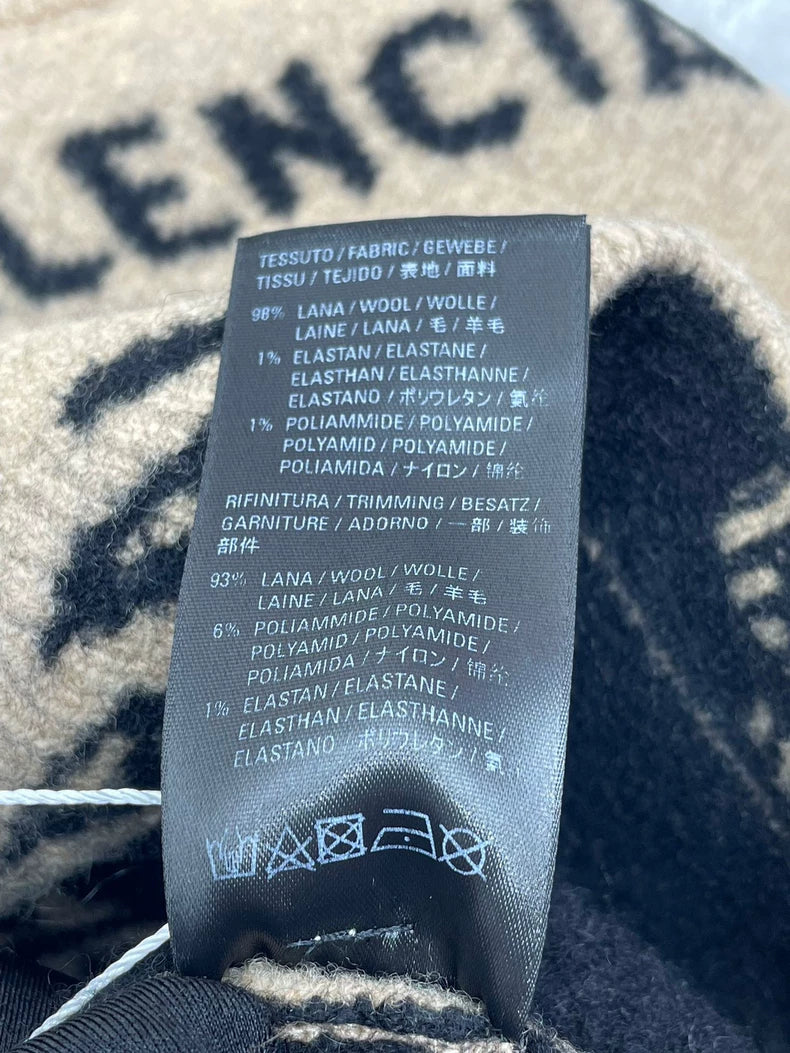 LENCIA
TESSUTO / FABRIC / GEWEBE /
TISSU / TEJIDO / 表地 / 面料
98% LANA / WOOL / WOLLE /
LAINE / LANA / 毛 / 羊毛
1% ELASTAN / ELASTANE /
ELASTHAN / ELASTHANNE /
ELASTANO / ポリウレタン / 氨纶
1% POLIAMMIDE / POLYAMIDE /
POLYAMID / POLYAMIDE /
POLIAMIDA / ナイロン / 锦纶
RIFINITURA / TRIMMING / BESATZ /
GARNITURE / ADORNO / 一部 / 装饰
部件
93% LANA / WOOL / WOLLE /
LAINE / LANA / 毛 / 羊毛
6% POLIAMMIDE / POLYAMIDE /
POLYAMID / POLYAMIDE /
POLIAMIDA / ナイロン / 锦纶
1% ELASTAN / ELASTANE /
ELASTHAN / ELASTHANNE /
ELASTANO / ポリウレタン /